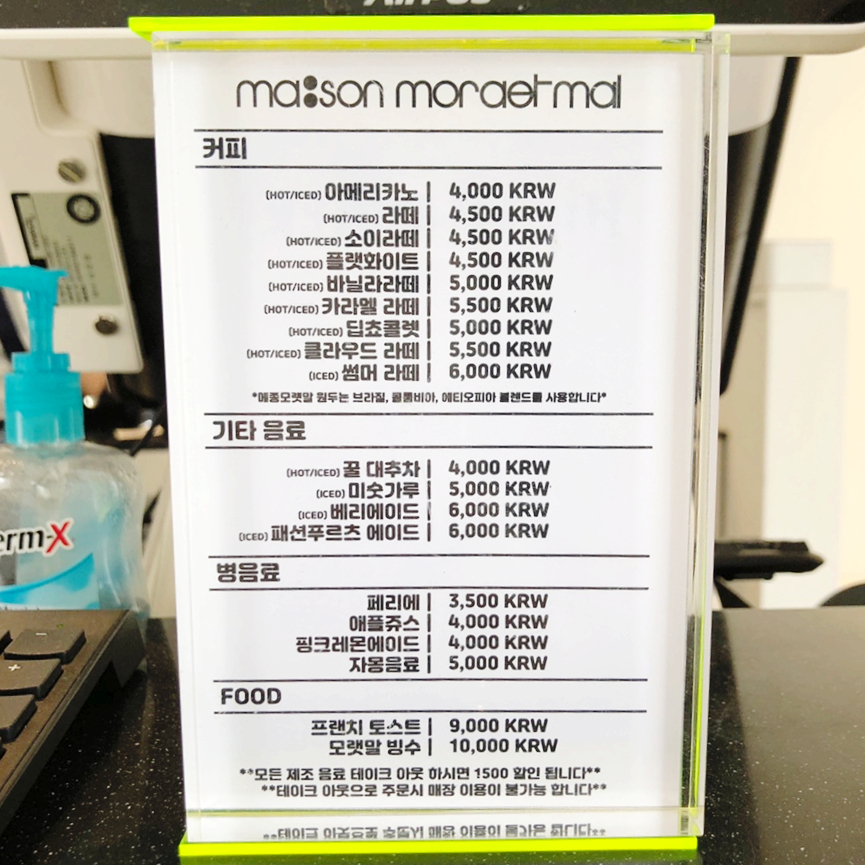 ma:son moraetmal
커피
(HOT/ICED) 아메리카노 | 4,000 KRW
(HOT/ICED) 라떼 | 4,500 KRW
(HOT/ICED) 소이라떼 | 4,500 KRW
(HOT/ICED) 플랫화이트 | 4,500 KRW
(HOT/ICED) 바닐라라떼 | 5,000 KRW
(HOT/ICED) 카라멜 라떼 | 5,500 KRW
(HOT/ICED) 딥쵸콜렛 | 5,000 KRW
(HOT/ICED) 클라우드 라떼 | 5,500 KRW
(ICED) 썸머 라떼 | 6,000 KRW
*메종모랫말 원두는 브라질, 콜롬비아, 에티오피아 블렌드를 사용합니다*
기타 음료
(HOT/ICED) 꿀 대추차 | 4,000 KRW
(ICED) 미숫가루 | 5,000 KRW
(ICED) 베리에이드 | 6,000 KRW
(ICED) 패션푸르츠 에이드 | 6,000 KRW
병음료
페리에 | 3,500 KRW
애플쥬스 | 4,000 KRW
핑크레몬에이드 | 4,000 KRW
자몽음료 | 5,000 KRW
FOOD
프랜치 토스트 | 9,000 KRW
모랫말 빙수 | 10,000 KRW
**모든 제조 음료 테이크 아웃 하시면 1500 할인 됩니다**
**테이크 아웃으로 주문시 매장 이용이 불가능 합니다**
erm-X